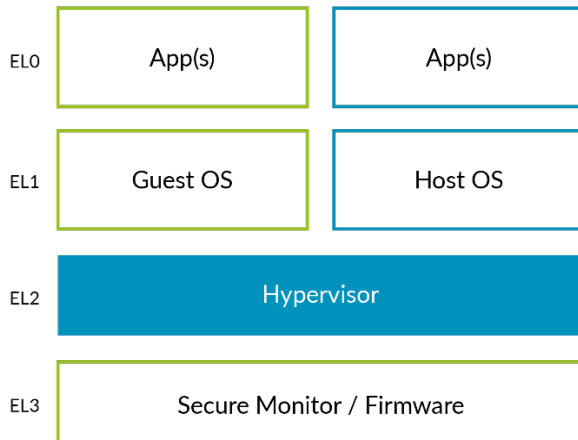 EL0
App(s)
App(s)
EL1
Guest OS
Host OS
EL2
Hypervisor
EL3
Secure Monitor / Firmware